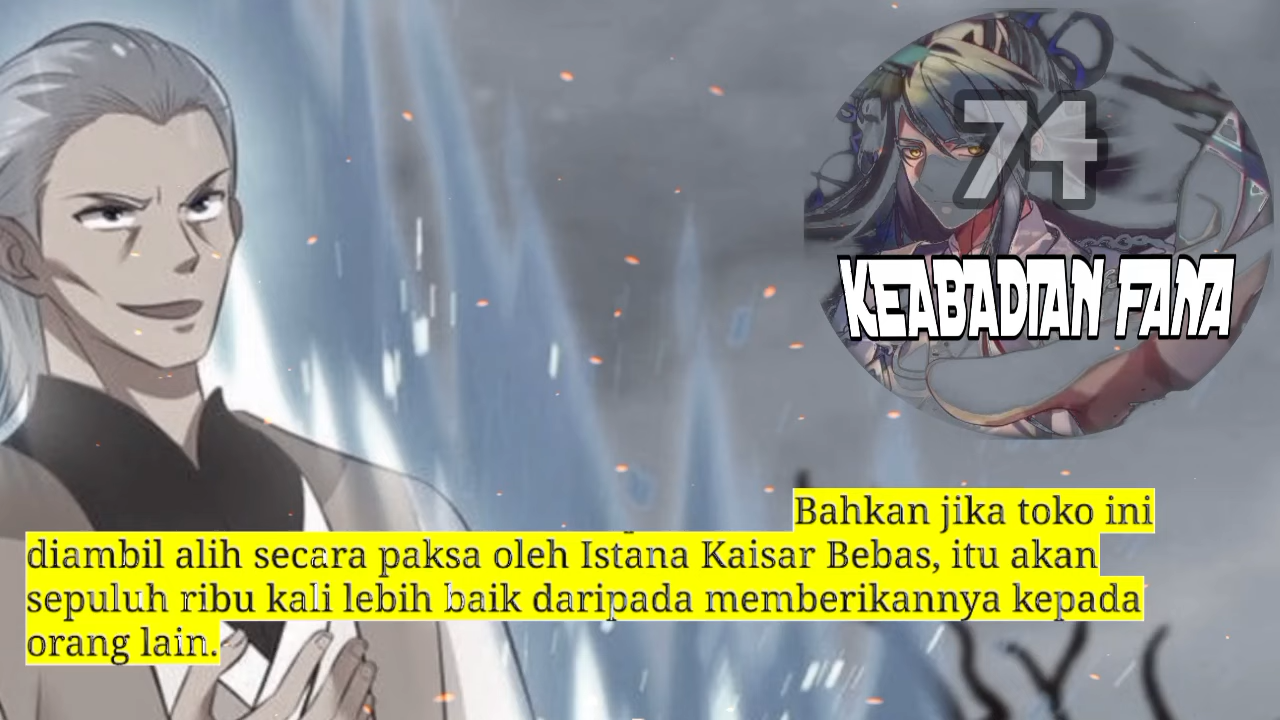 74
KEABADIAN FANA
Bahkan jika toko ini
diambil alih secara paksa oleh Istana Kaisar Bebas, itu akan
sepuluh ribu kali lebih baik daripada memberikannya kepada
orang lain.